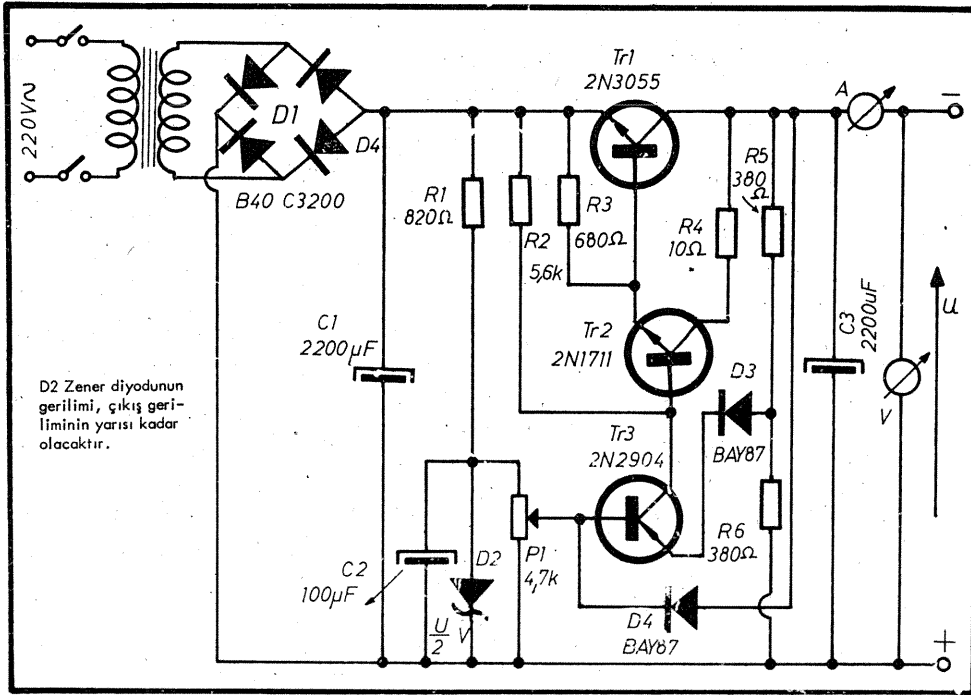 220V~
D1
D4
B40 C3200
Tr1
2N3055
A
−
R1
820Ω
R2
5,6k
R3
680Ω
R4
10Ω
R5
380
Ω
C1
2200µF
Tr2
2N1711
D3
BAY87
C3
2200uF
u
V
D2 Zener diyodunun
gerilimi, çıkış geri-
liminin yarısı kadar
olacaktır.
Tr3
2N2904
R6
380Ω
C2
100µF
D2
U/2 V
P1
4,7k
D4
BAY87
+